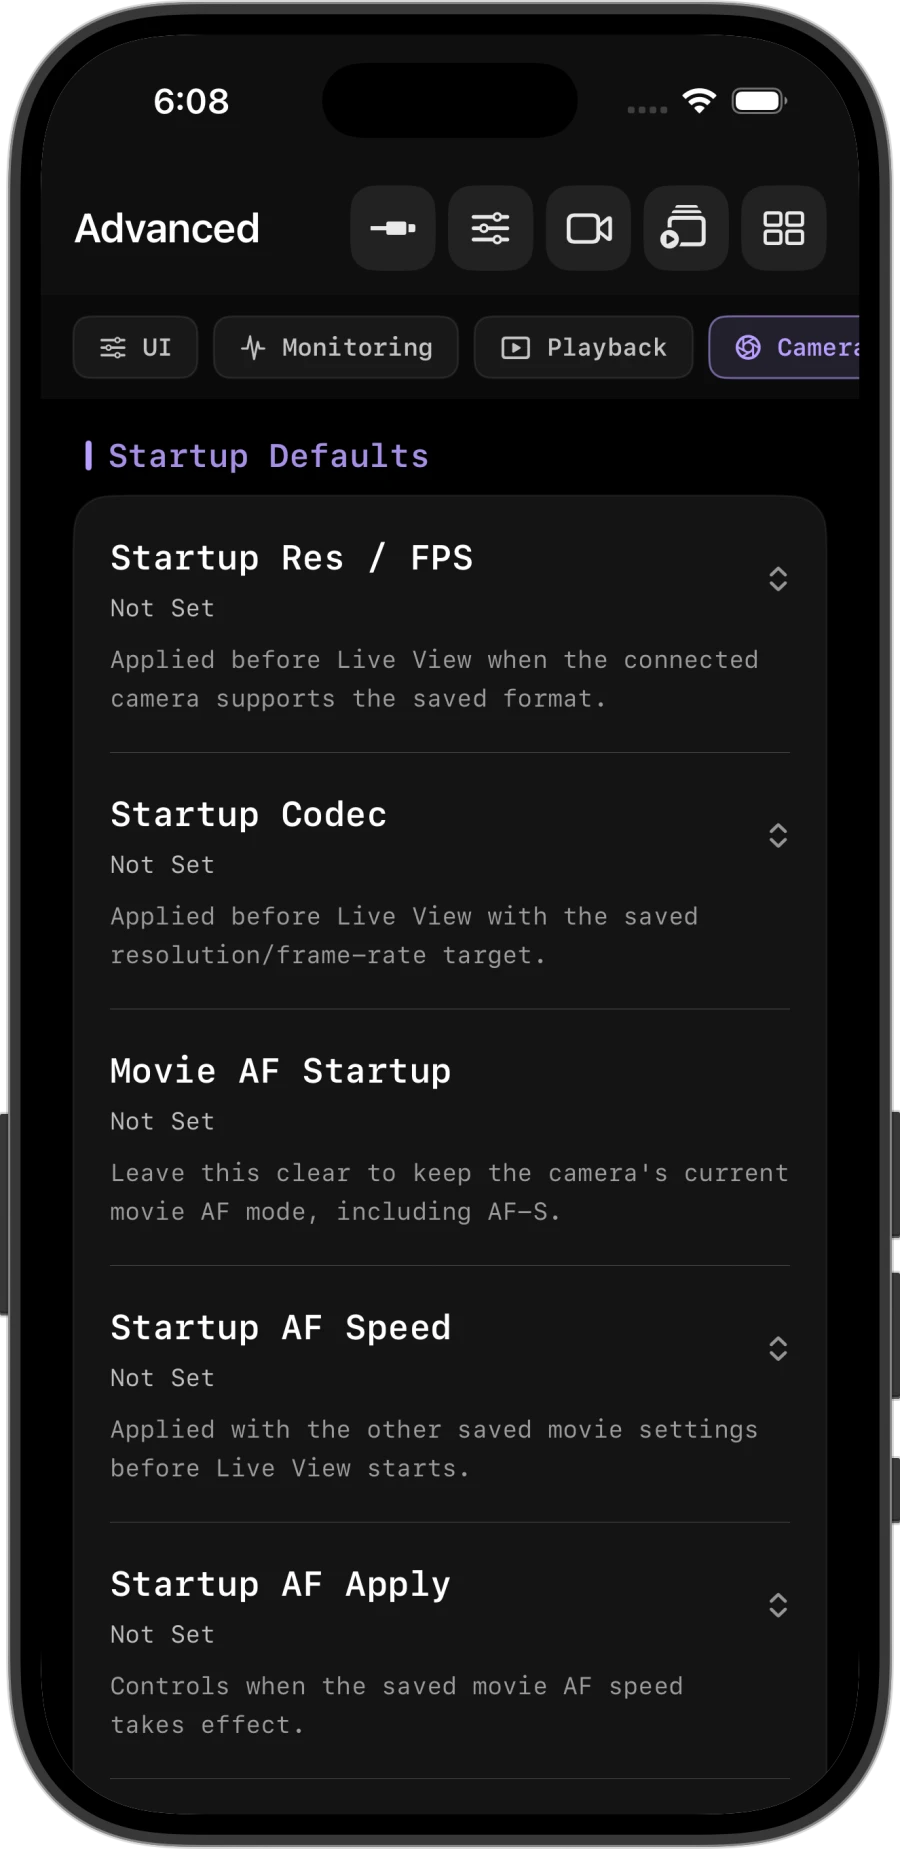 6:08
Advanced
UI
Monitoring
Playback
Camera
Startup Defaults
Startup Res / FPS
Not Set
Applied before Live View when the connected
camera supports the saved format.
Startup Codec
Not Set
Applied before Live View with the saved
resolution/frame-rate target.
Movie AF Startup
Not Set
Leave this clear to keep the camera's current
movie AF mode, including AF-S.
Startup AF Speed
Not Set
Applied with the other saved movie settings
before Live View starts.
Startup AF Apply
Not Set
Controls when the saved movie AF speed
takes effect.